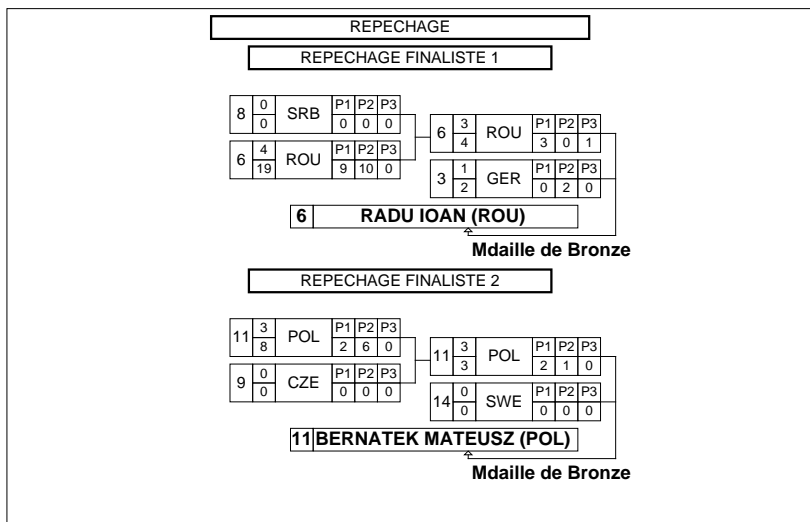 REPECHAGE
REPECHAGE FINALISTE 1
8 0 0 SRB P1 P2 P3 0 0 0
6 4 19 ROU P1 P2 P3 9 10 0
6 3 4 ROU P1 P2 P3 3 0 1
3 1 2 GER P1 P2 P3 0 2 0
6 RADU IOAN (ROU)
Mdaille de Bronze
REPECHAGE FINALISTE 2
11 3 8 POL P1 P2 P3 2 6 0
9 0 0 CZE P1 P2 P3 0 0 0
11 3 3 POL P1 P2 P3 2 1 0
14 0 0 SWE P1 P2 P3 0 0 0
11 BERNATEK MATEUSZ (POL)
Mdaille de Bronze